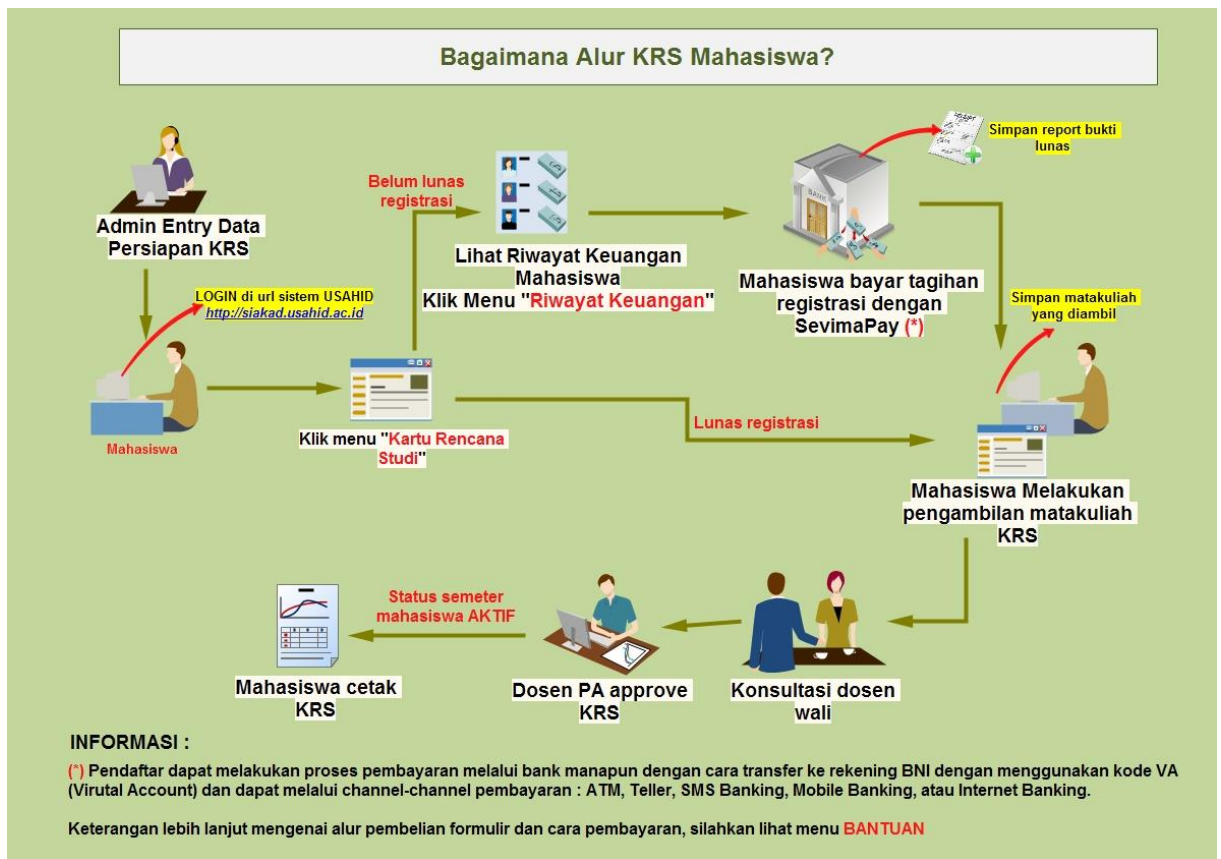 Bagaimana Alur KRS Mahasiswa?
Simpan report bukti
lunas
Belum lunas
registrasi
BANK
Admin Entry Data
Persiapan KRS
Lihat Riwayat Keuangan
Mahasiswa
Klik Menu "Riwayat Keuangan"
Mahasiswa bayar tagihan
registrasi dengan
SevimaPay (*)
LOGIN di url sistem USAHID
http://siakad.usahid.ac.id
Simpan matakuliah
yang diambil
Mahasiswa
Klik menu "Kartu Rencana
Studi"
Lunas registrasi
Mahasiswa Melakukan
pengambilan matakuliah
KRS
Status semeter
mahasiswa AKTIF
Mahasiswa cetak
KRS
Dosen PA approve
KRS
Konsultasi dosen
wali
INFORMASI :
(*) Pendaftar dapat melakukan proses pembayaran melalui bank manapun dengan cara transfer ke rekening BNI dengan menggunakan kode VA
(Virutal Account) dan dapat melalui channel-channel pembayaran : ATM, Teller, SMS Banking, Mobile Banking, atau Internet Banking.
Keterangan lebih lanjut mengenai alur pembelian formulir dan cara pembayaran, silahkan lihat menu BANTUAN